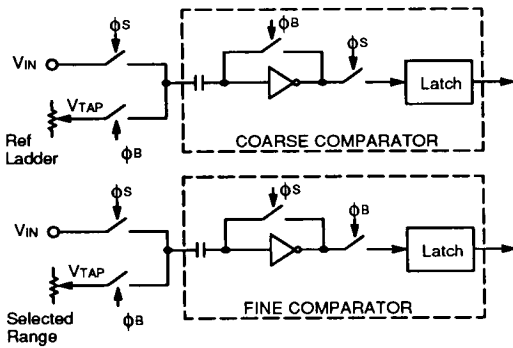 ϕS
ϕB
ϕS
VIN
Latch
VTAP
Ref
Ladder
ϕB
COARSE COMPARATOR
ϕS
ϕS
ϕB
VIN
Latch
VTAP
Selected
Range
ϕB
FINE COMPARATOR